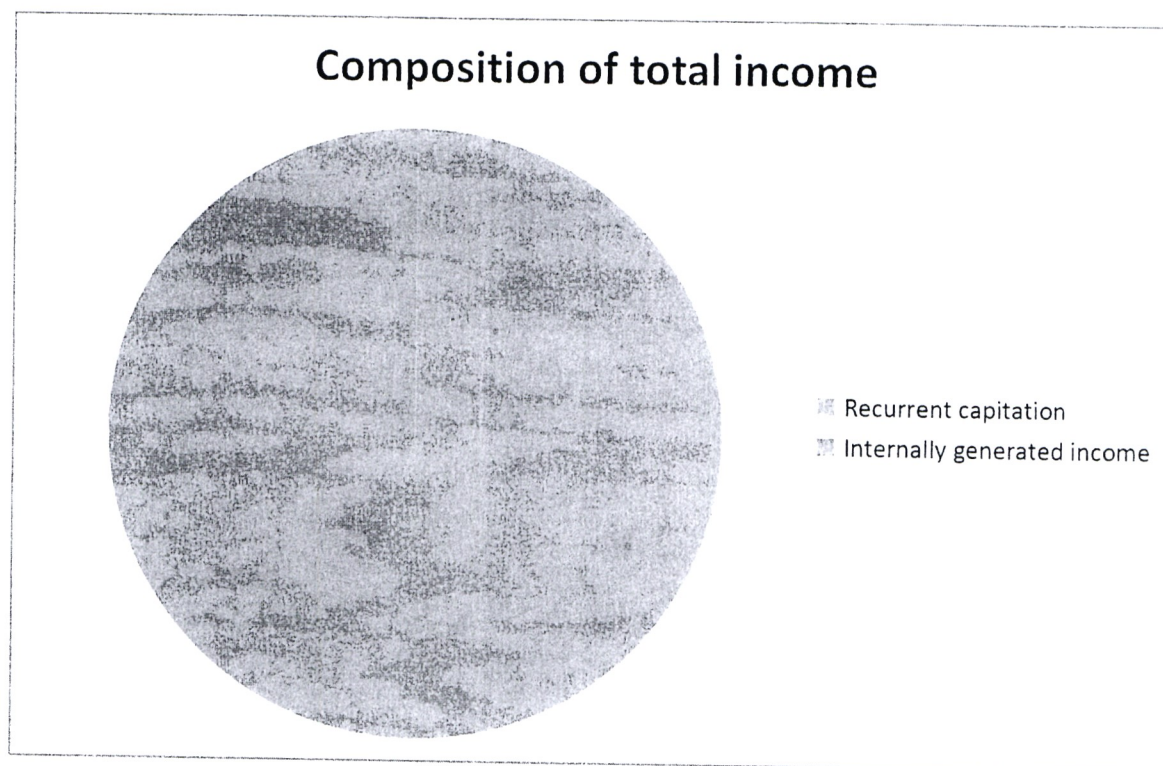 Composition of total income
Recurrent capitation
Internally generated income